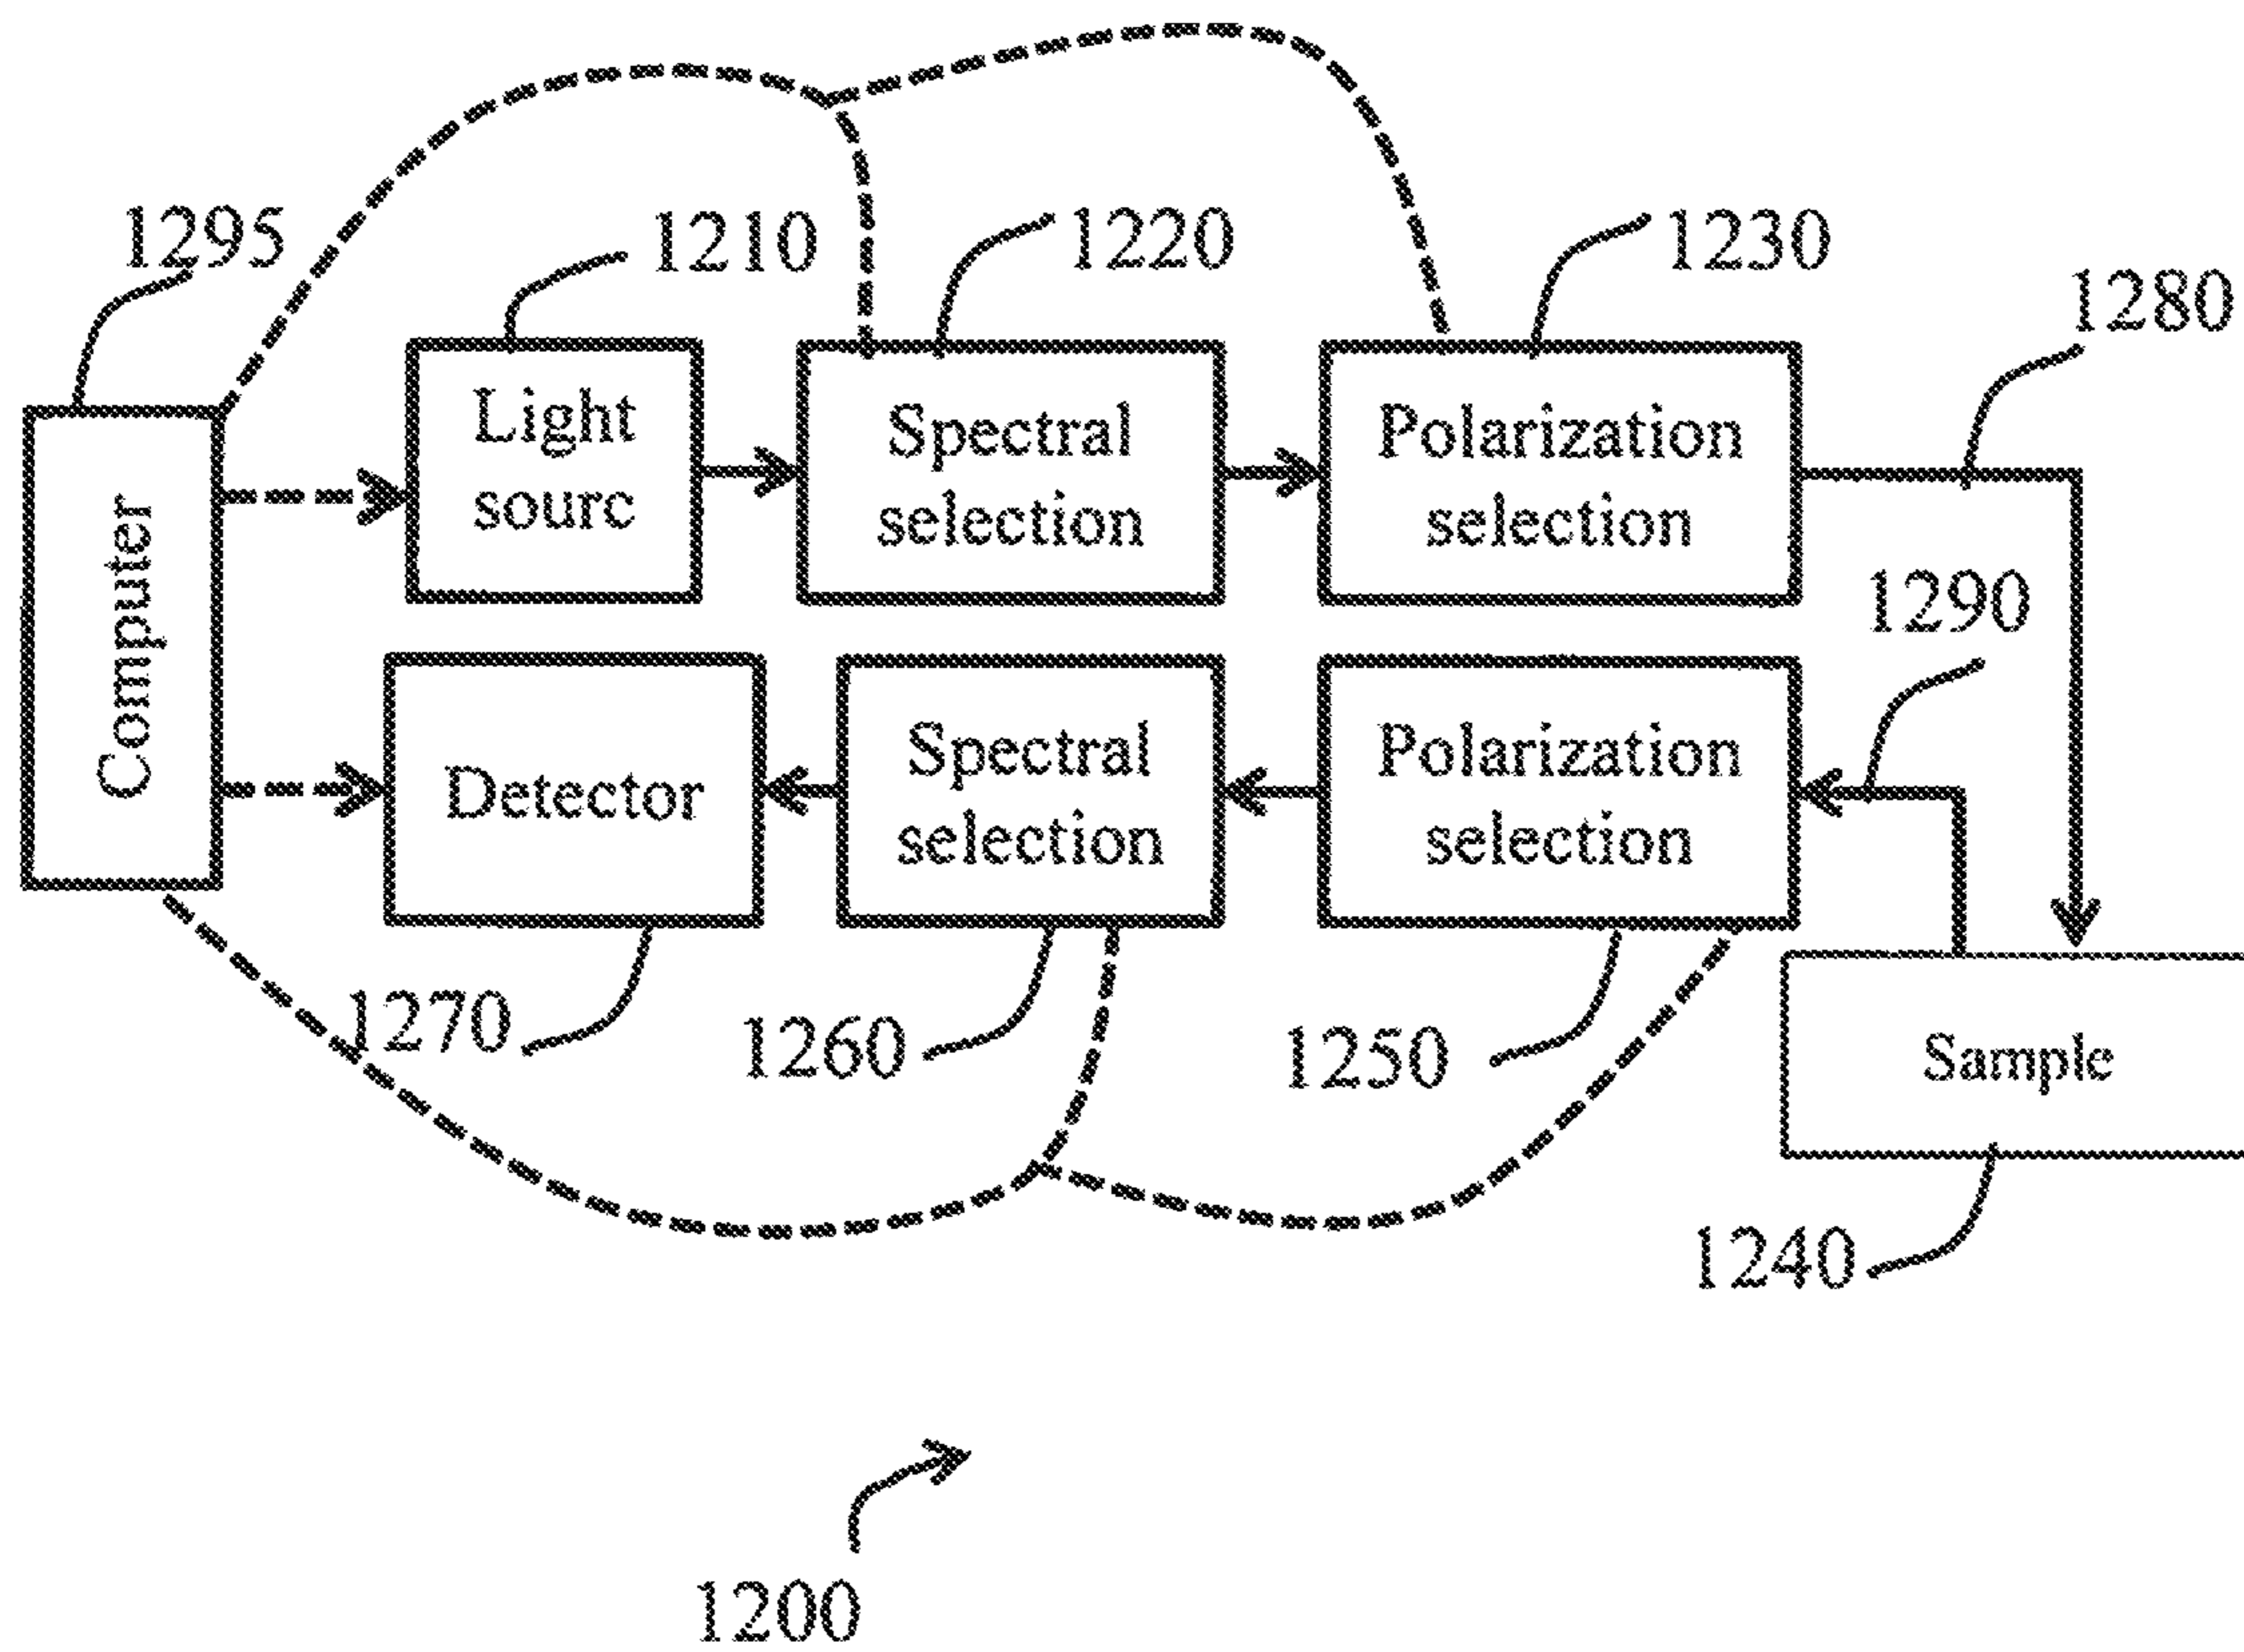 1295
1210
1220
1230
1280
Light
sourc
Spectral
selection
Polarization
selection
Computer
1290
Detector
Spectral
selection
Polarization
selection
1270
1260
1250
Sample
1240
1200